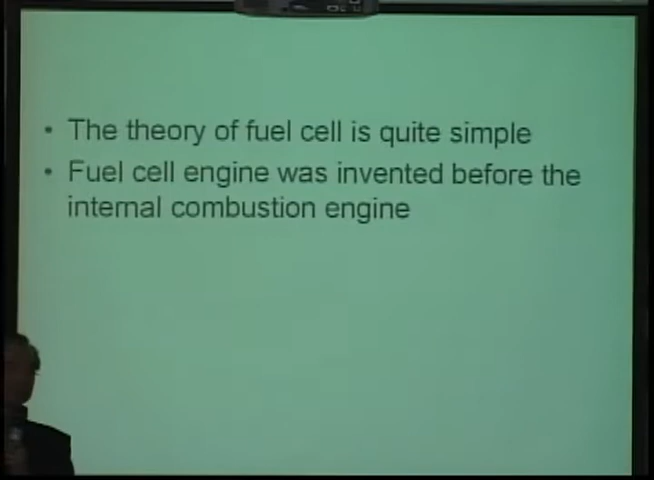 • The theory of fuel cell is quite simple
• Fuel cell engine was invented before the
internal combustion engine